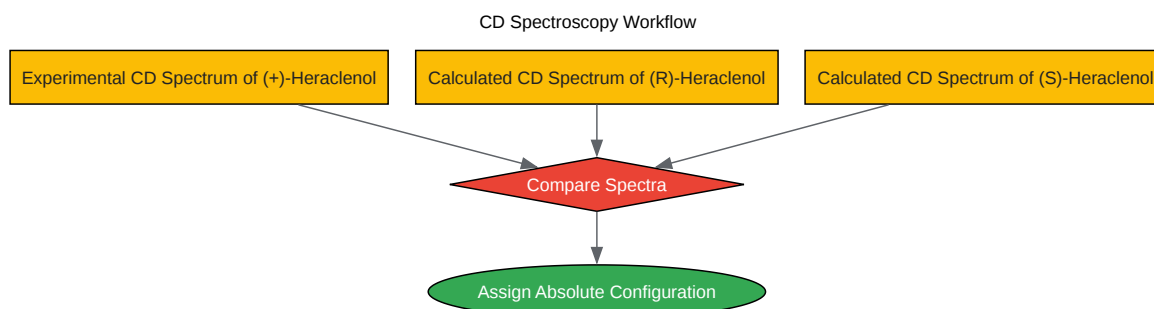 CD Spectroscopy Workflow
Experimental CD Spectrum of (+)-Heraclenol
Calculated CD Spectrum of (R)-Heraclenol
Calculated CD Spectrum of (S)-Heraclenol
Compare Spectra
Assign Absolute Configuration